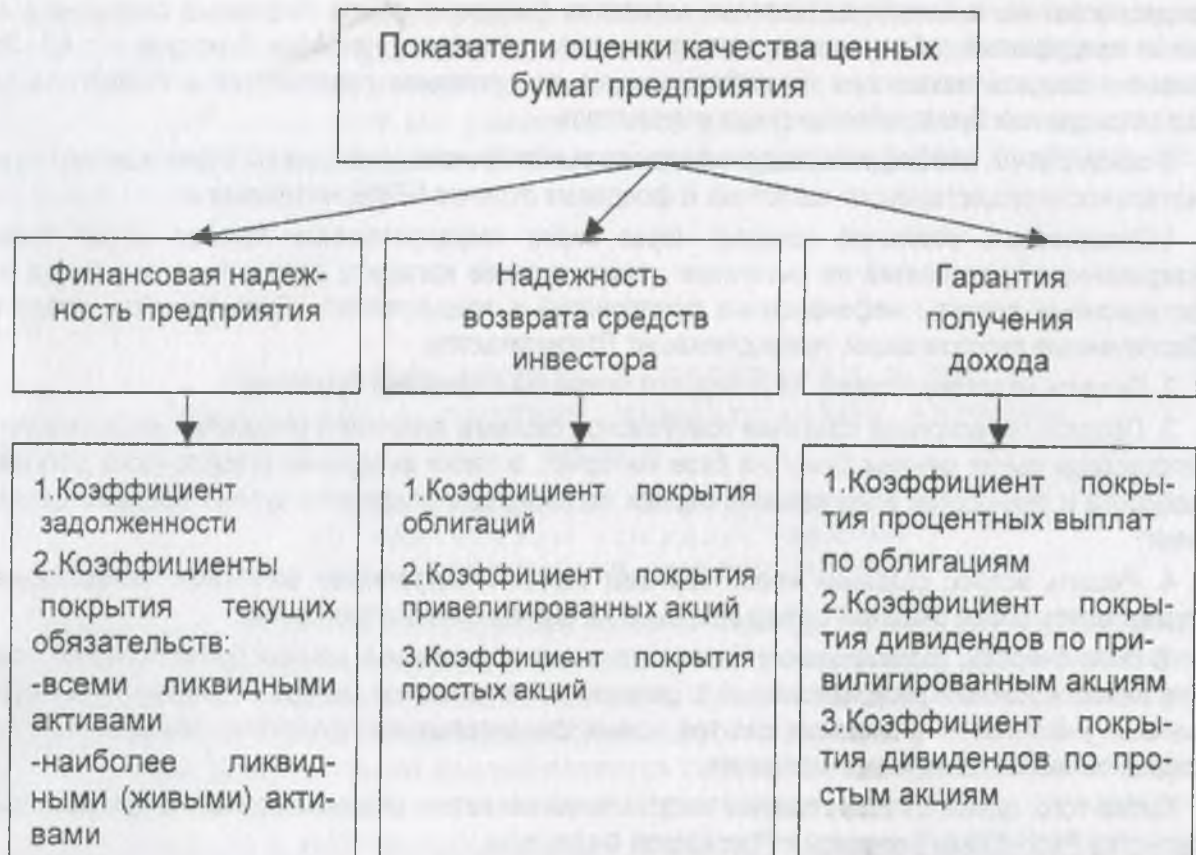 Показатели оценки качества ценных
бумаг предприятия
Финансовая надеж-
ность предприятия
Надежность
возврата средств
инвестора
Гарантия
получения
дохода
1.Коэффициент
задолженности
2.Коэффициенты
покрытия текущих
обязательств:
-всеми ликвидными
активами
-наиболее ликвид-
ными (живыми) акти-
вами
1.Коэффициент покрытия
облигаций
2.Коэффициент покрытия
привелигированных акций
3.Коэффициент покрытия
простых акций
1.Коэффициент покры-
тия процентных выплат
по облигациям
2.Коэффициент покры-
тия дивидендов по при-
вилигированным акциям
3.Коэффициент покры-
тия дивидендов по про-
стым акциям